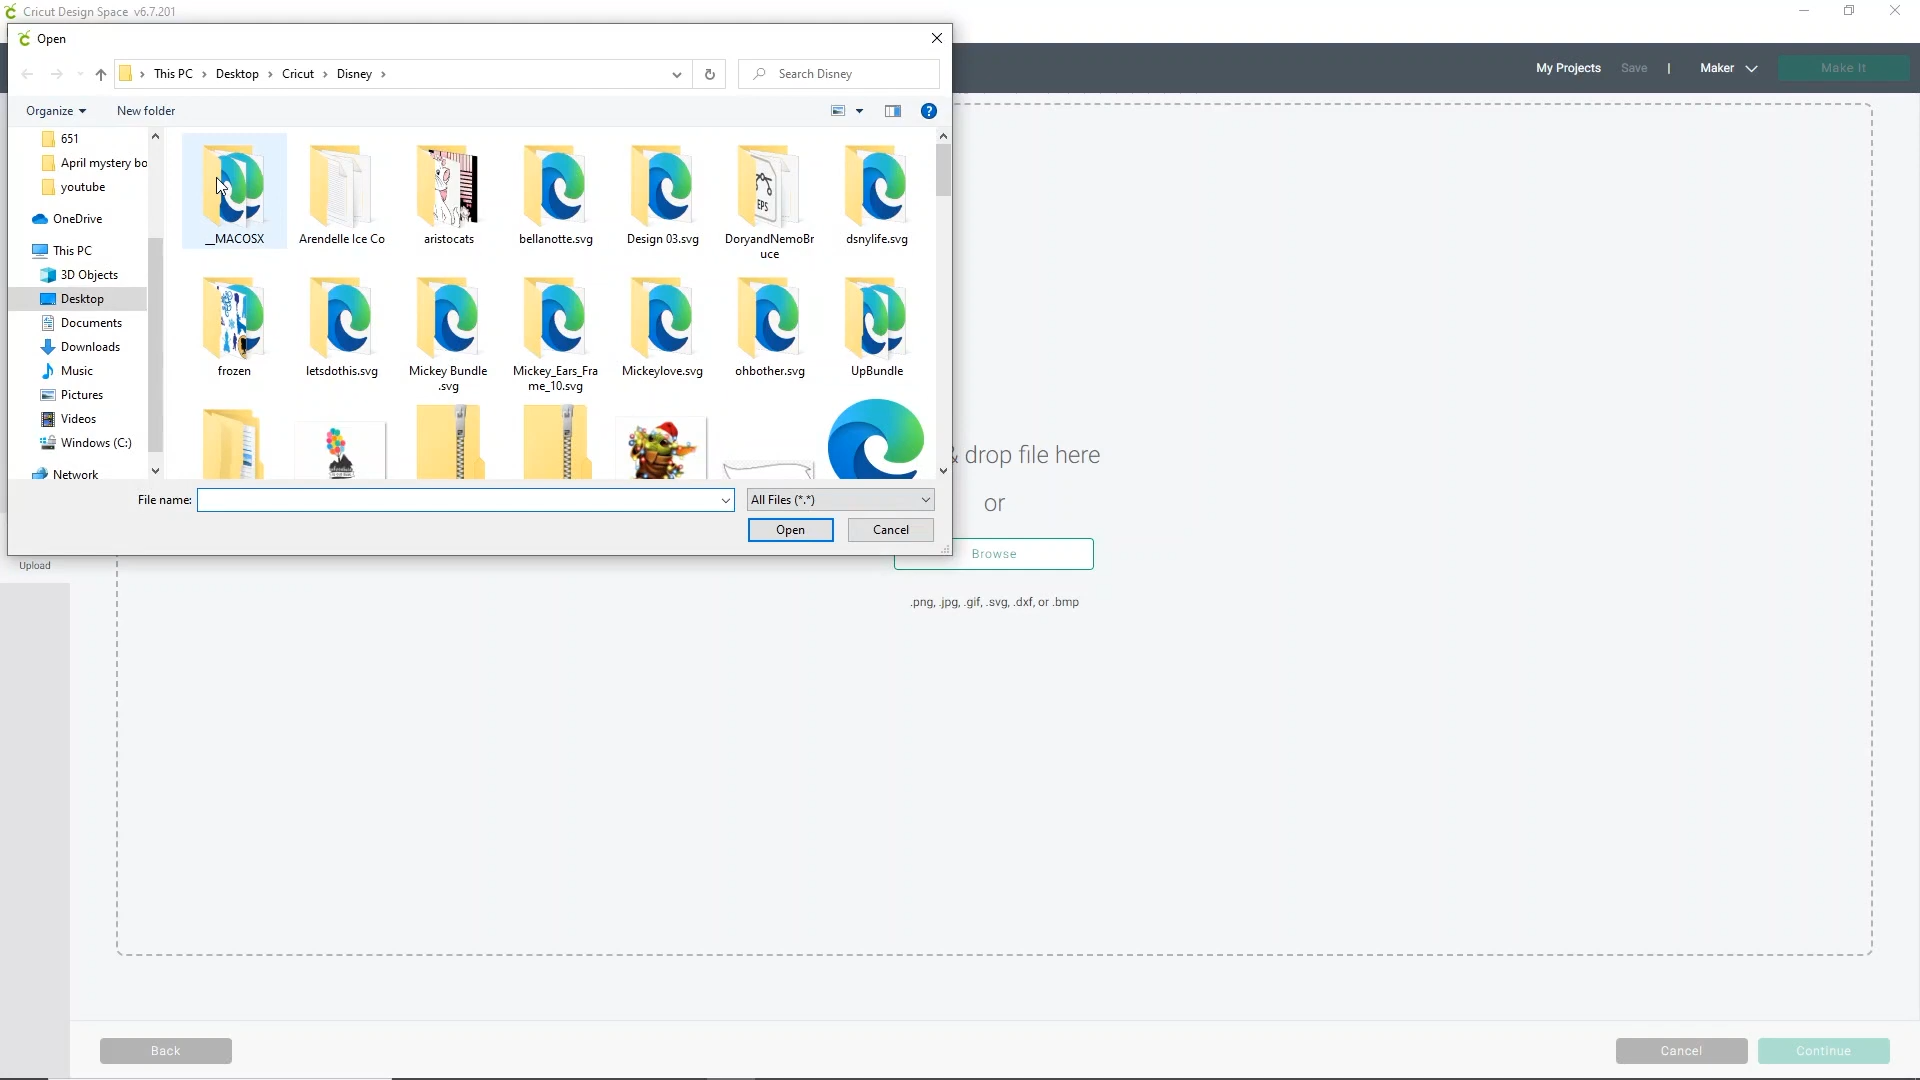 Cricut Design Space v6.7.201
Open
This PC > Desktop > Cricut > Disney >
Search Disney
My Projects Save | Maker Make It
Organize New folder
651
April mystery bo
youtube
OneDrive
This PC
3D Objects
Desktop
Documents
Downloads
Music
Pictures
Videos
Windows (C:)
Network
__MACOSX
Arendelle Ice Co
aristocats
bellanotte.svg
Design 03.svg
EPS
DoryandNemoBr
uce
dsnylife.svg
frozen
letsdothis.svg
Mickey Bundle
.svg
Mickey_Ears_Fra
me_10.svg
Mickeylove.svg
ohbother.svg
UpBundle
File name:
All Files (*.*)
Open Cancel
& drop file here
or
Browse
.png, .jpg, .gif, .svg, .dxf, or .bmp
Upload
Back
Cancel
Continue